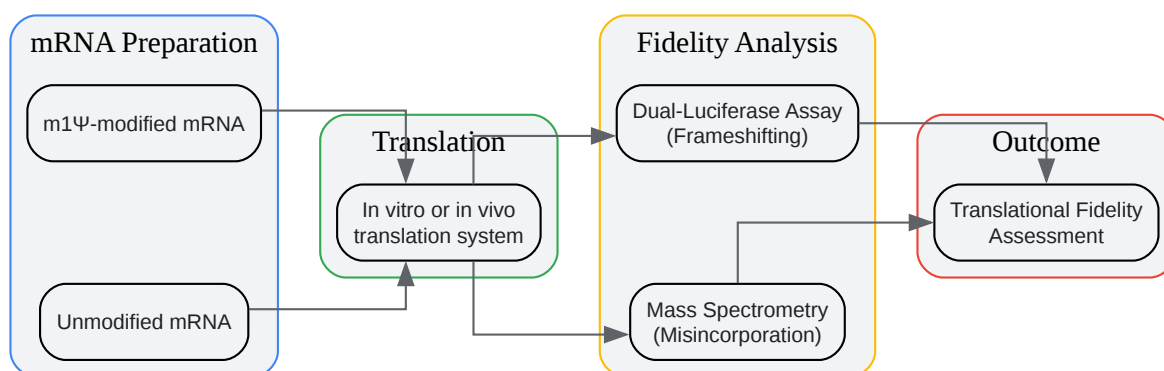 mRNA Preparation
m1Ψ-modified mRNA
Unmodified mRNA
Translation
In vitro or in vivo
translation system
Fidelity Analysis
Dual-Luciferase Assay
(Frameshifting)
Mass Spectrometry
(Misincorporation)
Outcome
Translational Fidelity
Assessment